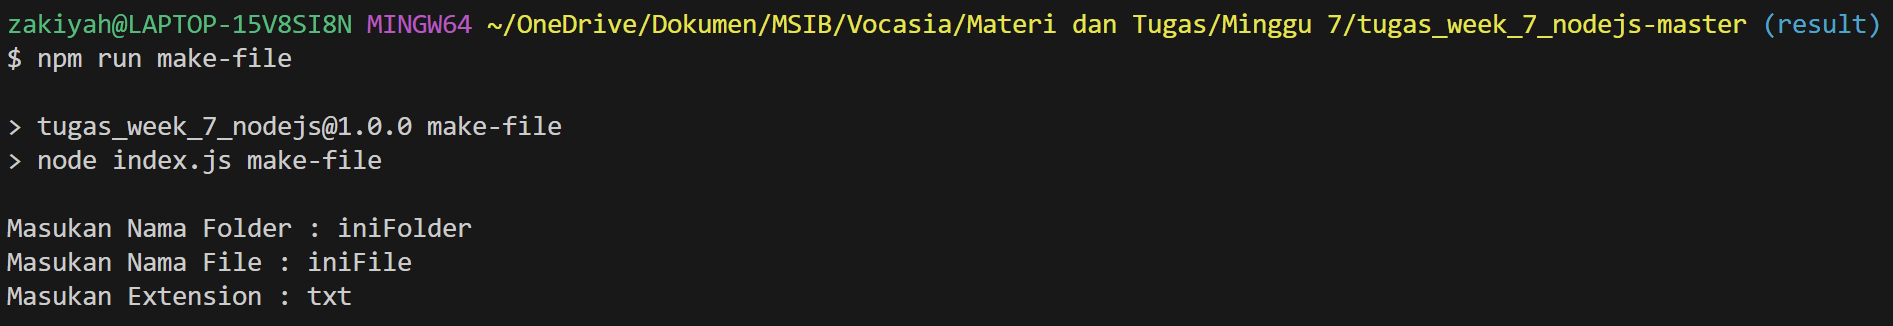 zakiyah@LAPTOP-15V8SI8N MINGW64 ~/OneDrive/Dokumen/MSIB/Vocasia/Materi dan Tugas/Minggu 7/tugas_week_7_nodejs-master (result)
$ npm run make-file
> tugas_week_7_nodejs@1.0.0 make-file
> node index.js make-file
Masukan Nama Folder : iniFolder
Masukan Nama File : iniFile
Masukan Extension : txt